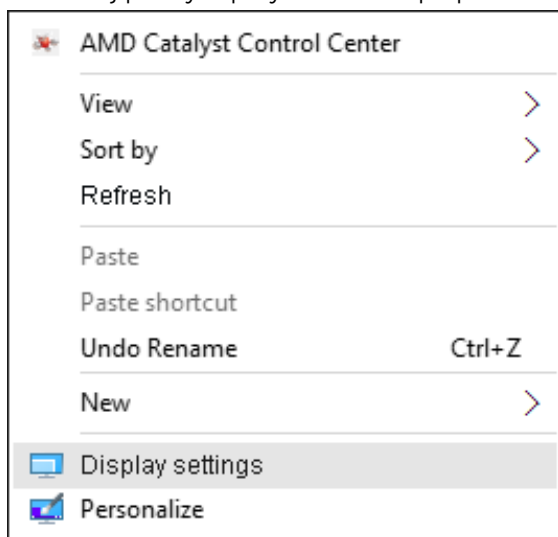 AMD Catalyst Control Center
View
Sort by
Refresh
Paste
Paste shortcut
Undo Rename Ctrl+Z
New
Display settings
Personalize